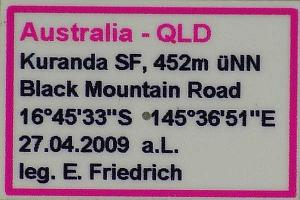 Australia - QLD
Kuranda SF, 452m üNN
Black Mountain Road
16°45'33"S 145°36'51"E
27.04.2009 a.L.
leg. E. Friedrich